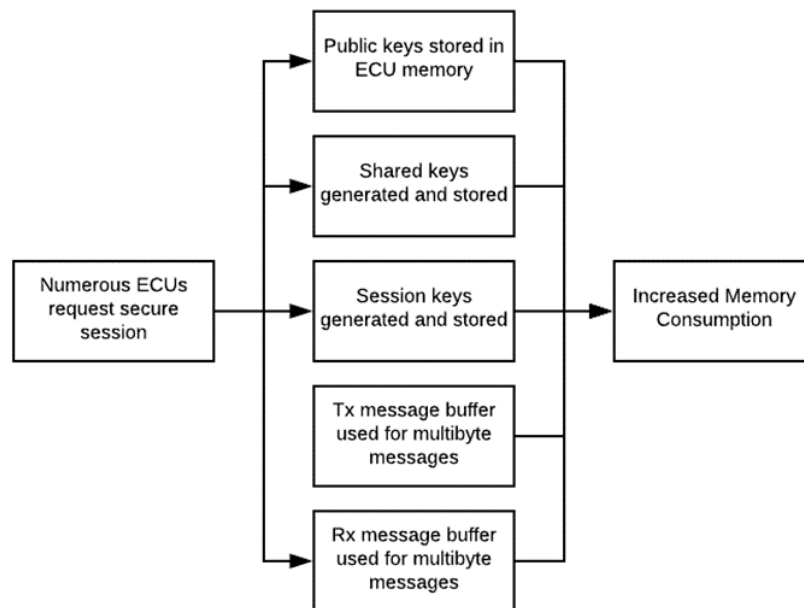 Public keys stored in
ECU memory
Shared keys
generated and stored
Numerous ECUs
request secure
session
Session keys
generated and stored
Increased Memory
Consumption
Tx message buffer
used for multibyte
messages
Rx message buffer
used for multibyte
messages